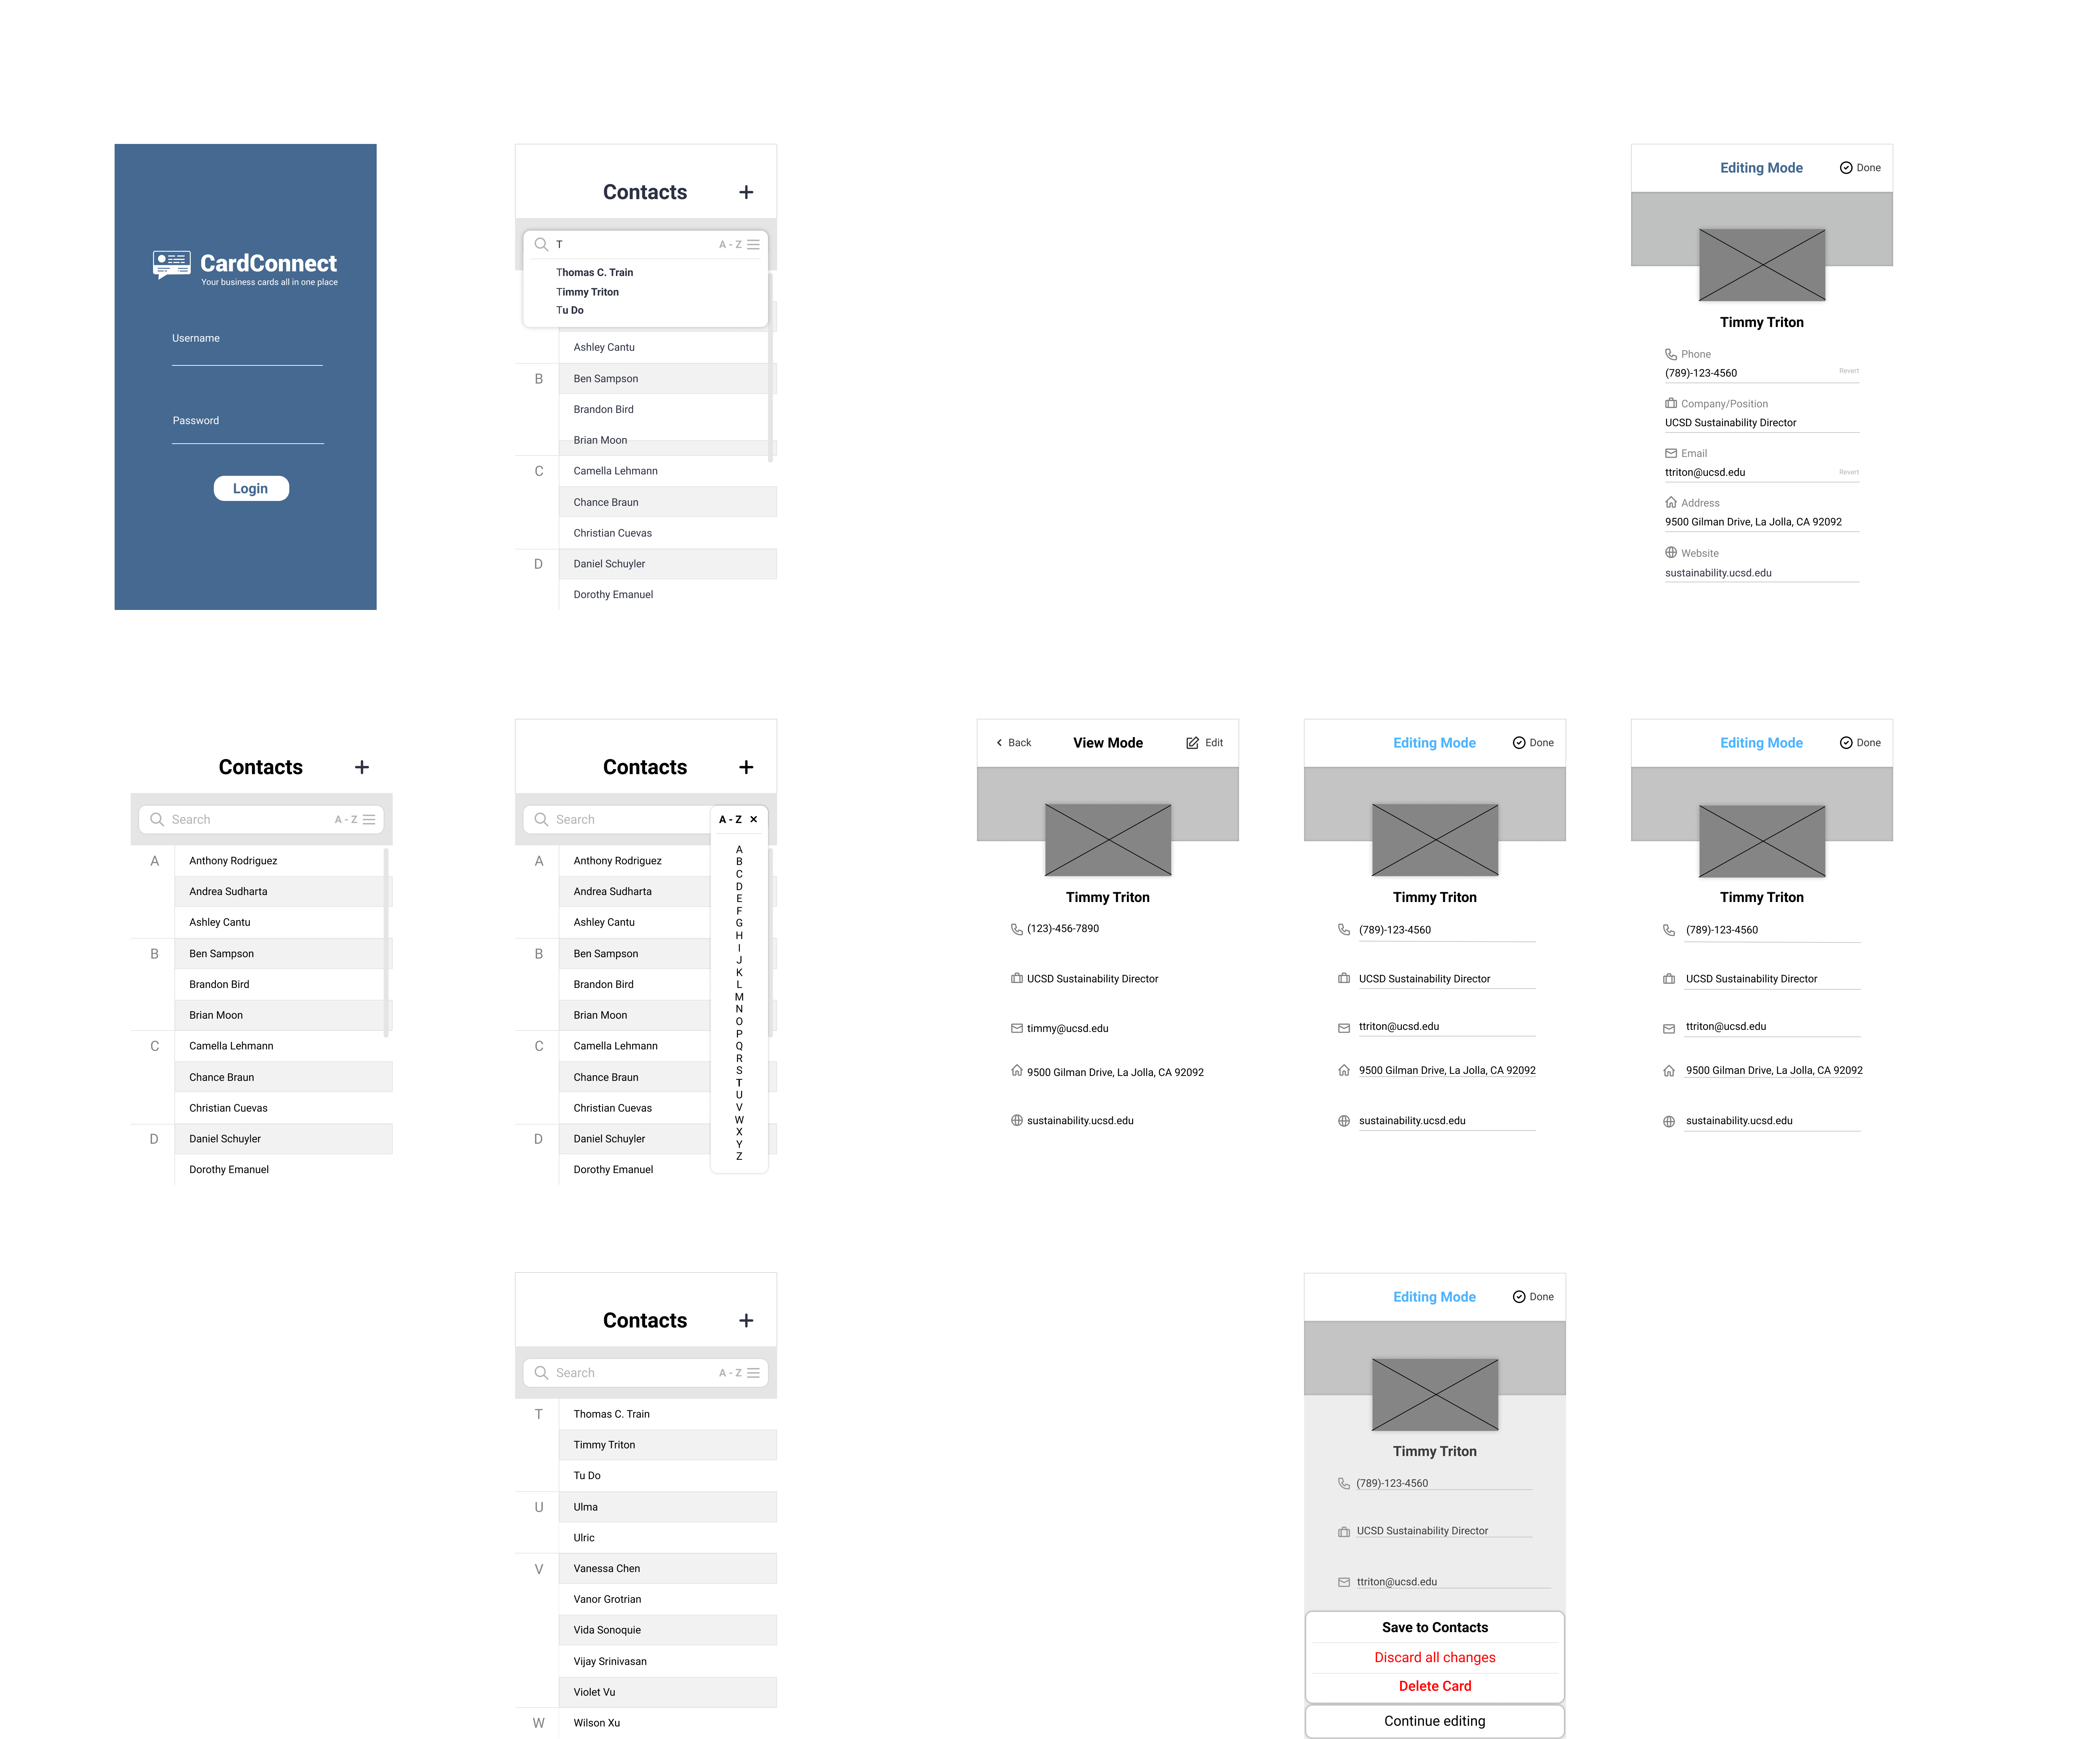 CardConnect
Your business cards all in one place
Username
Password
Login
Contacts +
T A - Z
Thomas C. Train
Timmy Triton
Tu Do
Ashley Cantu
B Ben Sampson
Brandon Bird
Brian Moon
C Camella Lehmann
Chance Braun
Christian Cuevas
D Daniel Schuyler
Dorothy Emanuel
Editing Mode Done
Timmy Triton
Phone
(789)-123-4560 Revert
Company/Position
UCSD Sustainability Director
Email
ttriton@ucsd.edu Revert
Address
9500 Gilman Drive, La Jolla, CA 92092
Website
sustainability.ucsd.edu
Contacts +
Search A - Z
A Anthony Rodriguez
Andrea Sudharta
Ashley Cantu
B Ben Sampson
Brandon Bird
Brian Moon
C Camella Lehmann
Chance Braun
Christian Cuevas
D Daniel Schuyler
Dorothy Emanuel
Contacts +
Search
A Anthony Rodriguez
Andrea Sudharta
Ashley Cantu
B Ben Sampson
Brandon Bird
Brian Moon
C Camella Lehmann
Chance Braun
Christian Cuevas
D Daniel Schuyler
Dorothy Emanuel
A - Z ×
A
B
C
D
E
F
G
H
I
J
K
L
M
N
O
P
Q
R
S
T
U
V
W
X
Y
Z
< Back View Mode Edit
Timmy Triton
(123)-456-7890
UCSD Sustainability Director
timmy@ucsd.edu
9500 Gilman Drive, La Jolla, CA 92092
sustainability.ucsd.edu
Editing Mode Done
Timmy Triton
(789)-123-4560
UCSD Sustainability Director
ttriton@ucsd.edu
9500 Gilman Drive, La Jolla, CA 92092
sustainability.ucsd.edu
Editing Mode Done
Timmy Triton
(789)-123-4560
UCSD Sustainability Director
ttriton@ucsd.edu
9500 Gilman Drive, La Jolla, CA 92092
sustainability.ucsd.edu
Contacts +
Search A - Z
T Thomas C. Train
Timmy Triton
Tu Do
U Ulma
Ulric
V Vanessa Chen
Vanor Grotrian
Vida Sonoquie
Vijay Srinivasan
Violet Vu
W Wilson Xu
Editing Mode Done
Timmy Triton
(789)-123-4560
UCSD Sustainability Director
ttriton@ucsd.edu
Save to Contacts
Discard all changes
Delete Card
Continue editing